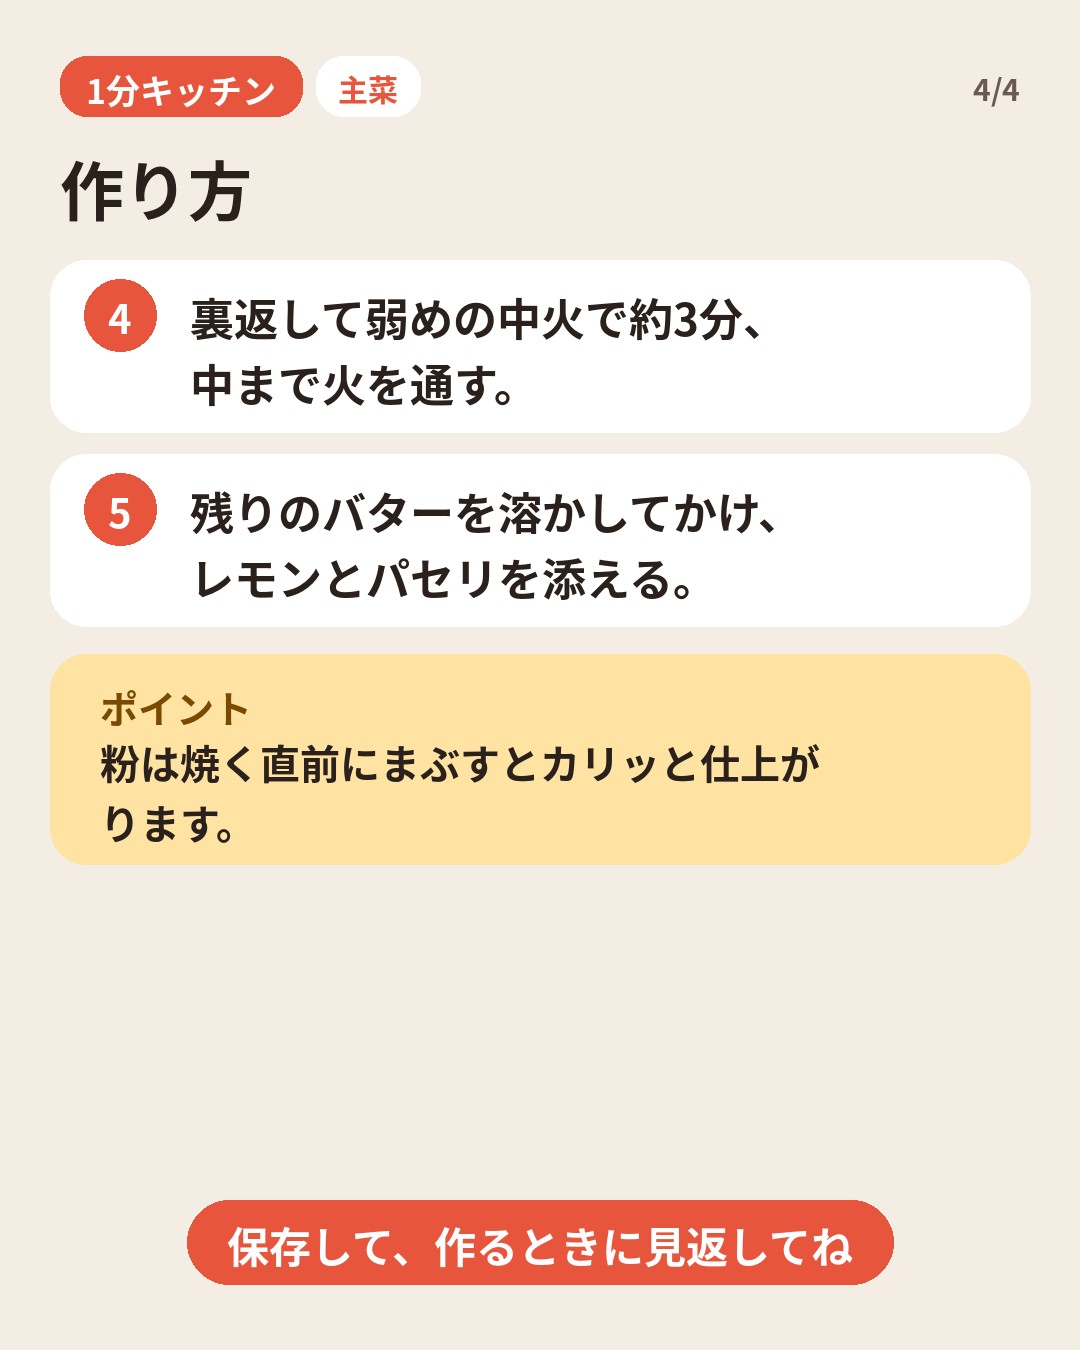 1分キッチン
主菜
4/4
作り方
4
裏返して弱めの中火で約3分、
中まで火を通す。
5
残りのバターを溶かしてかけ、
レモンとパセリを添える。
ポイント
粉は焼く直前にまぶすとカリッと仕上が
ります。
保存して、作るときに見返してね